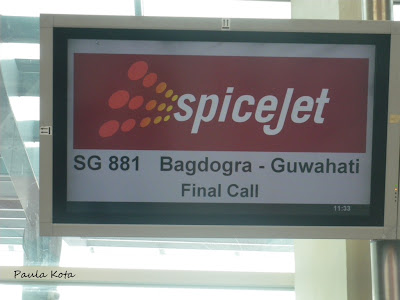 spiceJet
SG 881 Bagdogra - Guwahati
Final Call
11:33
Paula Kota